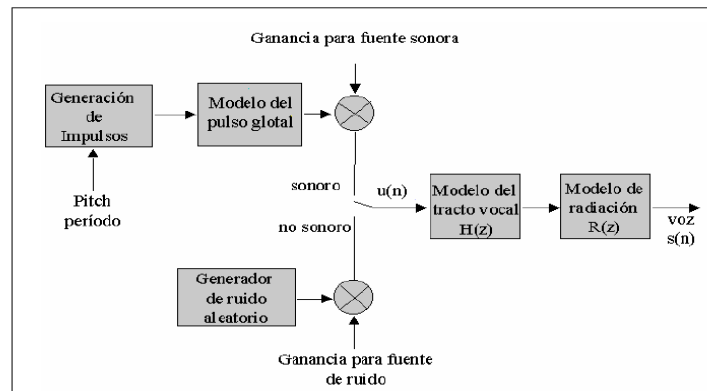 Ganancia para fuente sonora
Generación
de
Impulsos
Modelo del
pulso glotal
Pitch
período
sonoro
u(n)
no sonoro
Modelo del
tracto vocal
H(z)
Modelo de
radiación
R(z)
voz
s(n)
Generador
de ruido
aleatorio
Ganancia para fuente
de ruido